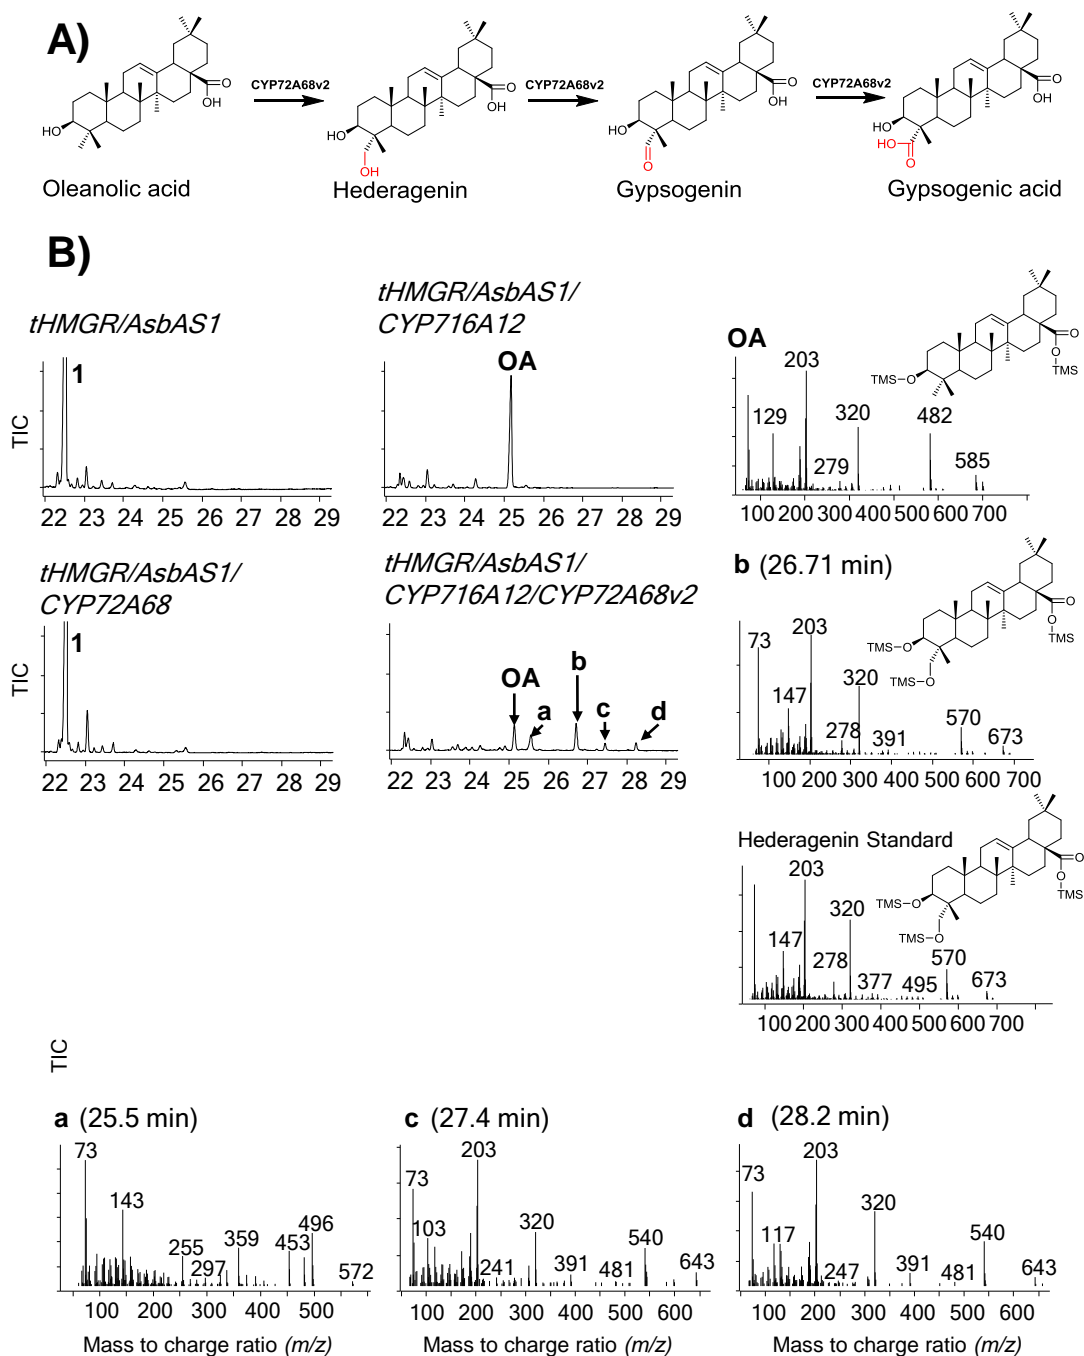 A)
CYP72A68v2
CYP72A68v2
CYP72A68v2
O
OH
HO
O
OH
HO
OH
O
OH
HO
O
O
OH
HO
HO
O
Oleanolic acid
Hederagenin
Gypsogenin
Gypsogenic acid
B)
tHMGR/AsbAS1
TIC
1
22 23 24 25 26 27 28 29
tHMGR/AsbAS1/
CYP716A12
OA
22 23 24 25 26 27 28 29
OA
203
129
320
279
482
585
100 200 300 400 500 600 700
O
O
TMS
TMS–O
tHMGR/AsbAS1/
CYP72A68
TIC
1
22 23 24 25 26 27 28 29
tHMGR/AsbAS1/
CYP716A12/CYP72A68v2
OA
a
b
c
d
22 23 24 25 26 27 28 29
b (26.71 min)
73
203
147
320
278
391
570
673
100 200 300 400 500 600 700
O
O
TMS
TMS–O
TMS–O
Hederagenin Standard
203
147
320
278
377
495
570
673
100 200 300 400 500 600 700
O
O
TMS
TMS–O
TMS–O
TIC
a (25.5 min)
73
143
255
297
359
453
496
572
100 200 300 400 500
Mass to charge ratio (m/z)
c (27.4 min)
73
203
103
320
241
391
481
540
643
100 200 300 400 500 600
Mass to charge ratio (m/z)
d (28.2 min)
73
203
117
320
247
391
481
540
643
100 200 300 400 500 600
Mass to charge ratio (m/z)